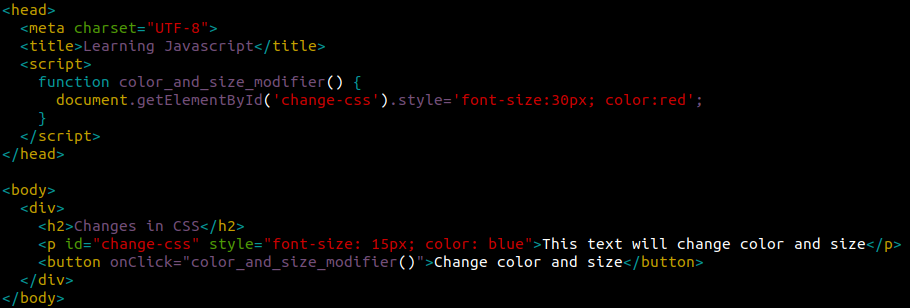 <head>
  <meta charset="UTF-8">
  <title>Learning Javascript</title>
  <script>
    function color_and_size_modifier() {
      document.getElementById('change-css').style='font-size:30px; color:red';
    }
  </script>
</head>

<body>
  <div>
    <h2>Changes in CSS</h2>
    <p id="change-css" style="font-size: 15px; color: blue">This text will change color and size</p>
    <button onClick="color_and_size_modifier()">Change color and size</button>
  </div>
</body>